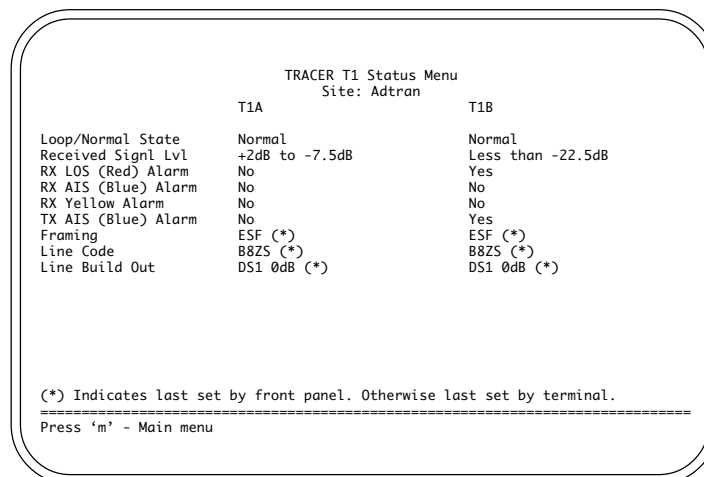 TRACER T1 Status Menu
Site: Adtran
T1A T1B
Loop/Normal State Normal Normal
Received Signl Lvl +2dB to -7.5dB Less than -22.5dB
RX LOS (Red) Alarm No Yes
RX AIS (Blue) Alarm No No
RX Yellow Alarm No No
TX AIS (Blue) Alarm No Yes
Framing ESF (*) ESF (*)
Line Code B8ZS (*) B8ZS (*)
Line Build Out DS1 0dB (*) DS1 0dB (*)
(*) Indicates last set by front panel. Otherwise last set by terminal.
===============================================================================
Press ‘m’ - Main menu